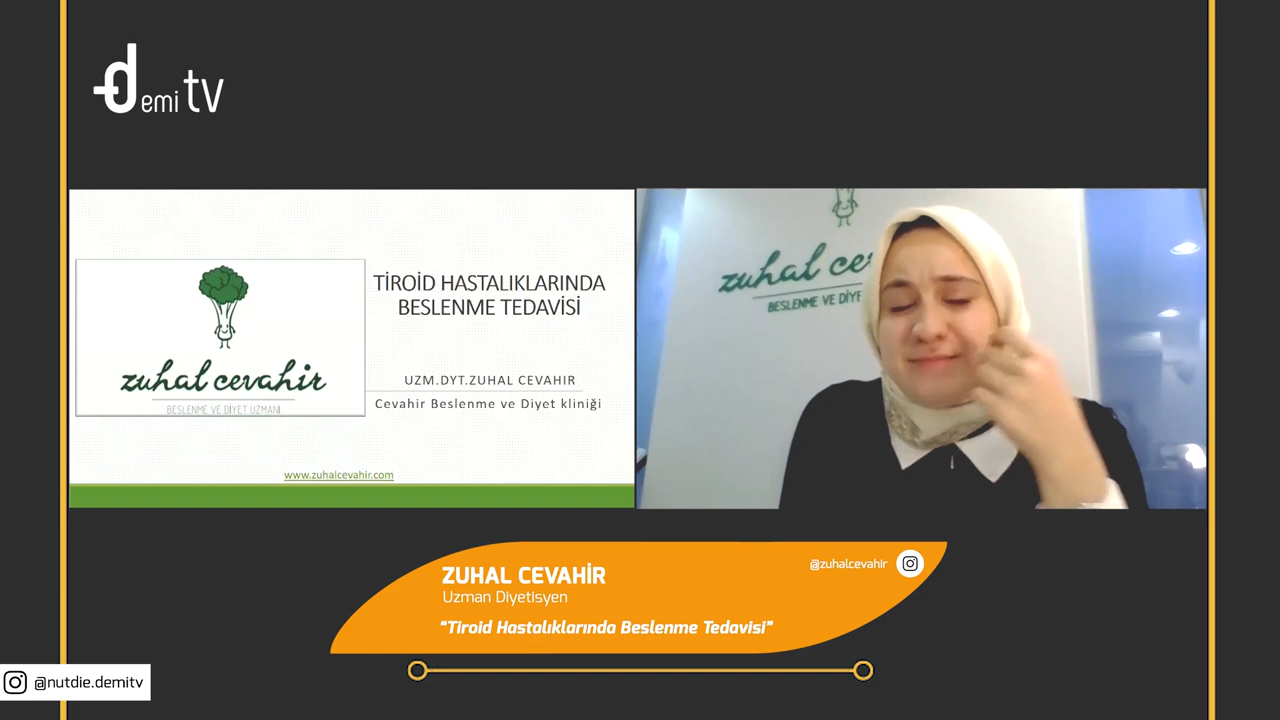 demi tv
zuhal cevahir
BESLENME VE DİYET UZMANI
TİROİD HASTALIKLARINDA
BESLENME TEDAVİSİ
UZM.DYT.ZUHAL CEVAHIR
Cevahir Beslenme ve Diyet kliniği
www.zuhalcevahir.com
zuhal ce
BESLENME VE DİYE
ZUHAL CEVAHİR
Uzman Diyetisyen
"Tiroid Hastalıklarında Beslenme Tedavisi"
@zuhalcevahir
@nutdie.demitv